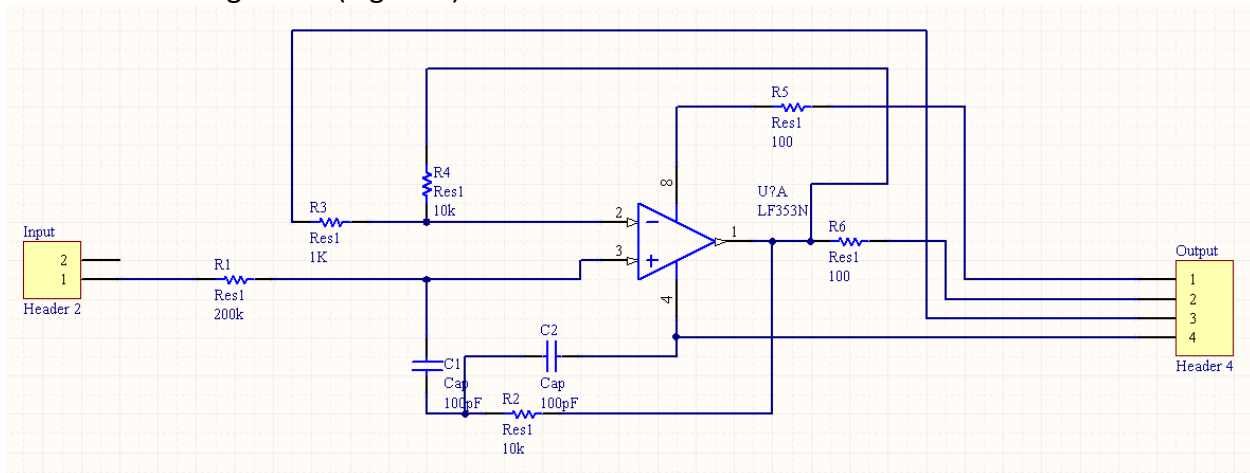 R5
Res1
100
R4
Res1
10k
8
U?A
LF353N
R3
Res1
1K
2
3
1
4
R6
Res1
100
Input
2
1
Header 2
R1
Res1
200k
Output
1
2
3
4
Header 4
C2
Cap
100pF
C1
Cap
100pF
R2
Res1
10k